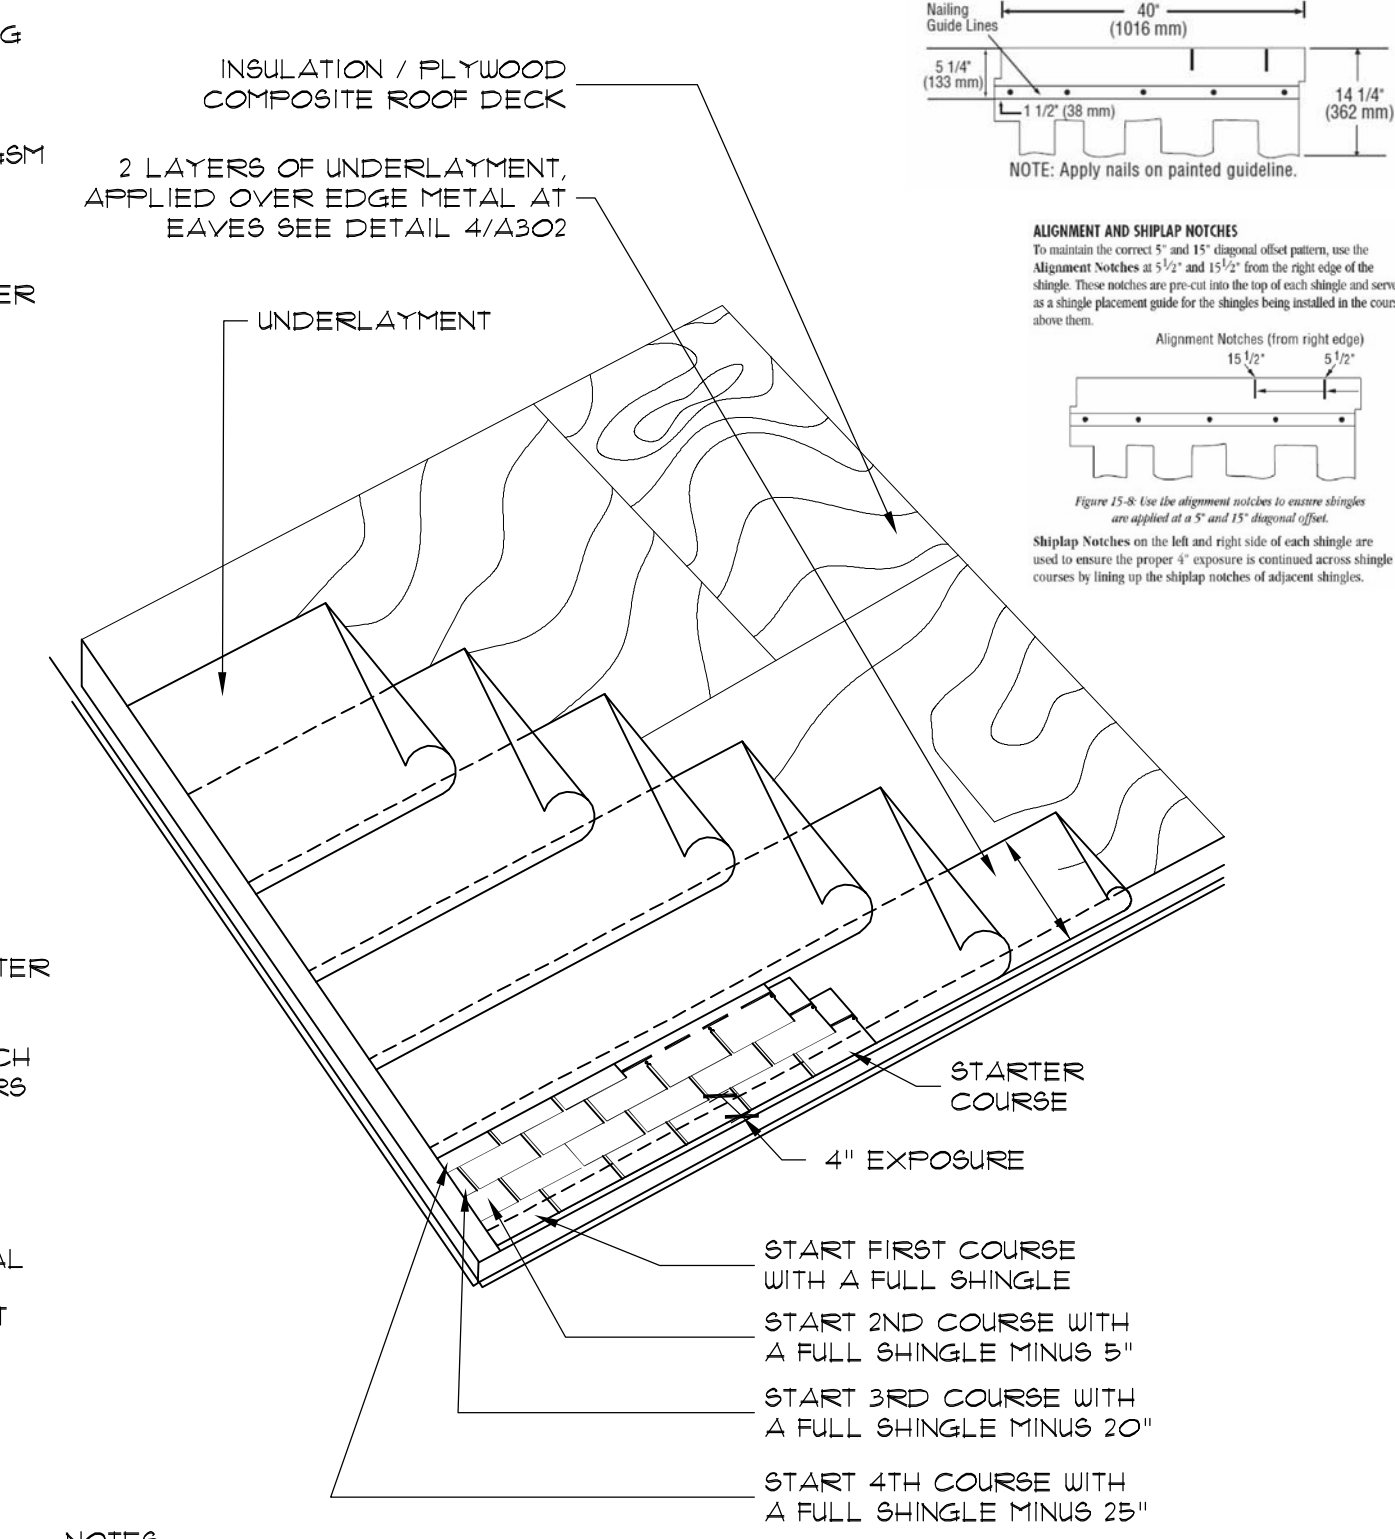 G
GSM
ER
TER
CH
RS
AL
T
INSULATION / PLYWOOD
COMPOSITE ROOF DECK
2 LAYERS OF UNDERLAYMENT,
APPLIED OVER EDGE METAL AT
EAVES SEE DETAIL 4/A302
UNDERLAYMENT
Nailing
Guide Lines
40"
(1016 mm)
5 1/4"
(133 mm)
1 1/2" (38 mm)
14 1/4"
(362 mm)
NOTE: Apply nails on painted guideline.
ALIGNMENT AND SHIPLAP NOTCHES
To maintain the correct 5" and 15" diagonal offset pattern, use the
Alignment Notches at 5 1/2" and 15 1/2" from the right edge of the
shingle. These notches are pre-cut into the top of each shingle and serv
as a shingle placement guide for the shingles being installed in the cour
above them.
Alignment Notches (from right edge)
15 1/2" 5 1/2"
Figure 15-8: Use the alignment notches to ensure shingles
are applied at a 5" and 15" diagonal offset.
Shiplap Notches on the left and right side of each shingle are
used to ensure the proper 4" exposure is continued across shingle
courses by lining up the shiplap notches of adjacent shingles.
STARTER
COURSE
4" EXPOSURE
START FIRST COURSE
WITH A FULL SHINGLE
START 2ND COURSE WITH
A FULL SHINGLE MINUS 5"
START 3RD COURSE WITH
A FULL SHINGLE MINUS 20"
START 4TH COURSE WITH
A FULL SHINGLE MINUS 25"
NOTES